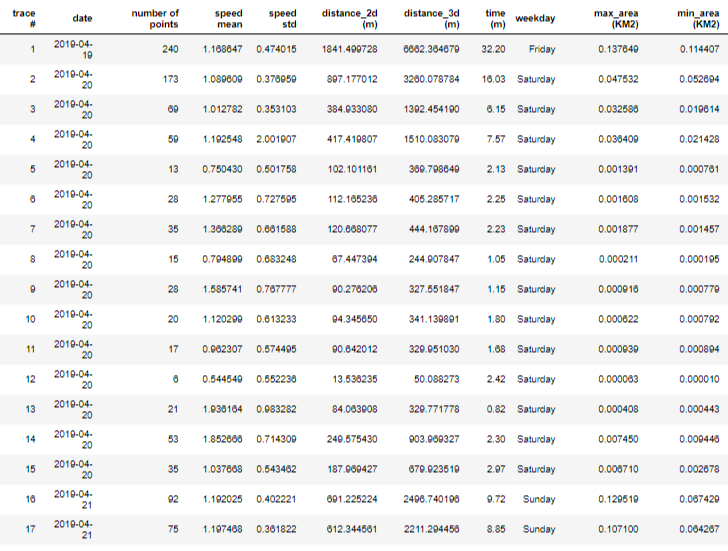 trace # date number of points speed mean speed std distance_2d (m) distance_3d (m) time (m) weekday max_area (KM2) min_area (KM2)
1 2019-04-19 240 1.168647 0.474015 1841.499728 6662.364679 32.20 Friday 0.137649 0.114407
2 2019-04-20 173 1.089609 0.376959 897.177012 3260.078784 16.03 Saturday 0.047532 0.052694
3 2019-04-20 69 1.012782 0.353103 384.933080 1392.454190 6.15 Saturday 0.032586 0.019614
4 2019-04-20 59 1.192548 2.001907 417.419807 1510.083079 7.57 Saturday 0.036409 0.021428
5 2019-04-20 13 0.750430 0.501758 102.101161 369.798649 2.13 Saturday 0.001391 0.000761
6 2019-04-20 28 1.277955 0.727595 112.165236 405.285717 2.25 Saturday 0.001608 0.001532
7 2019-04-20 35 1.366289 0.661588 120.668077 444.167899 2.23 Saturday 0.001877 0.001457
8 2019-04-20 15 0.794899 0.683248 67.447394 244.907847 1.05 Saturday 0.000211 0.000195
9 2019-04-20 28 1.585741 0.767777 90.276206 327.551847 1.15 Saturday 0.000916 0.000779
10 2019-04-20 20 1.120299 0.613233 94.345650 341.139891 1.80 Saturday 0.000622 0.000792
11 2019-04-20 17 0.962307 0.574495 90.642012 329.951030 1.68 Saturday 0.000939 0.000894
12 2019-04-20 6 0.544549 0.552236 13.536235 50.088273 2.42 Saturday 0.000063 0.000010
13 2019-04-20 21 1.936164 0.983282 84.063908 329.771778 0.82 Saturday 0.000408 0.000443
14 2019-04-20 53 1.852666 0.714309 249.575430 903.969327 2.30 Saturday 0.007450 0.009446
15 2019-04-20 35 1.037668 0.543462 187.969427 679.923519 2.97 Saturday 0.006710 0.002678
16 2019-04-21 92 1.192025 0.402221 691.225224 2496.740196 9.72 Sunday 0.129519 0.067429
17 2019-04-21 75 1.197468 0.361822 612.344561 2211.294456 8.85 Sunday 0.107100 0.064267